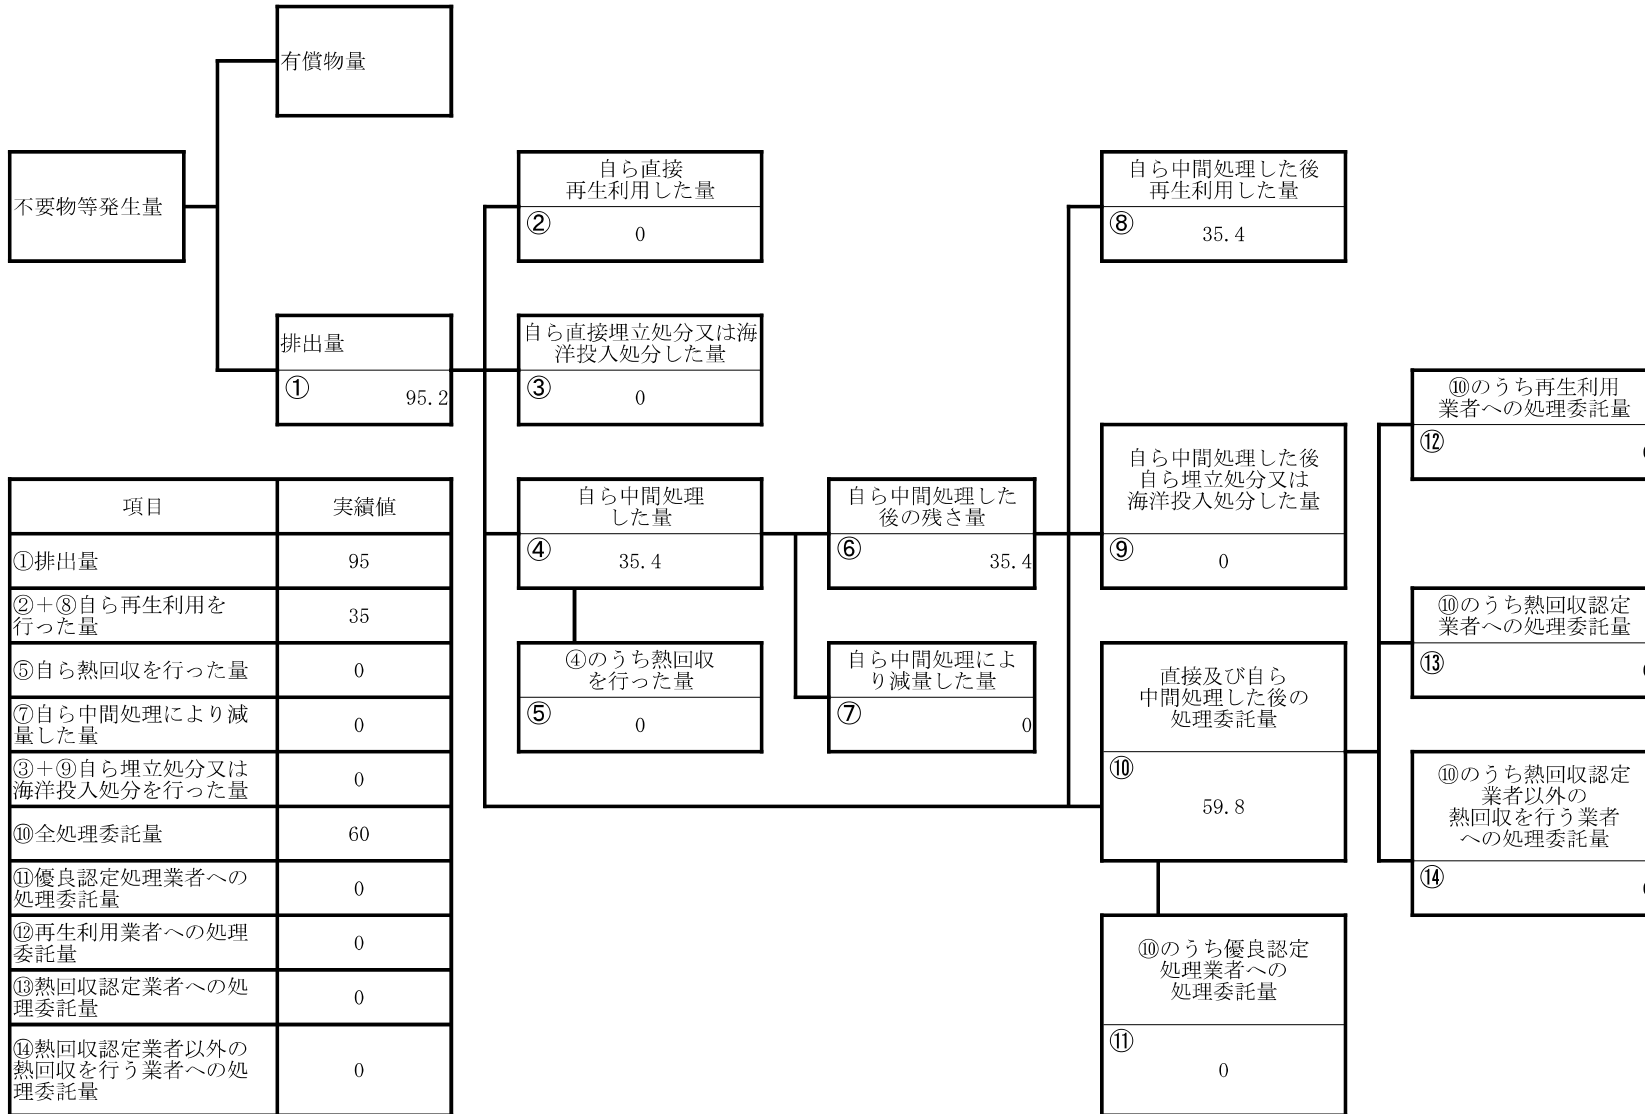 有償物量
不要物等発生量
排出量
①
95.2
自ら直接
再生利用した量
②
0
自ら直接埋立処分又は海
洋投入処分した量
③
0
自ら中間処理
した量
④
35.4
④のうち熱回収
を行った量
⑤
0
自ら中間処理した
後の残さ量
⑥
35.4
自ら中間処理によ
り減量した量
⑦
0
自ら中間処理した後
再生利用した量
⑧
35.4
自ら中間処理した後
自ら埋立処分又は
海洋投入処分した量
⑨
0
直接及び自ら
中間処理した後の
処理委託量
⑩
59.8
⑩のうち優良認定
処理業者への
処理委託量
⑪
0
⑩のうち再生利用
業者への処理委託量
⑫
⑩のうち熱回収認定
業者への処理委託量
⑬
⑩のうち熱回収認定
業者以外の
熱回収を行う業者
への処理委託量
⑭
項目 実績値
①排出量 95
②＋⑧自ら再生利用を
行った量 35
⑤自ら熱回収を行った量 0
⑦自ら中間処理により減
量した量 0
③＋⑨自ら埋立処分又は
海洋投入処分を行った量 0
⑩全処理委託量 60
⑪優良認定処理業者への
処理委託量 0
⑫再生利用業者への処理
委託量 0
⑬熱回収認定業者への処
理委託量 0
⑭熱回収認定業者以外の
熱回収を行う業者への処
理委託量 0